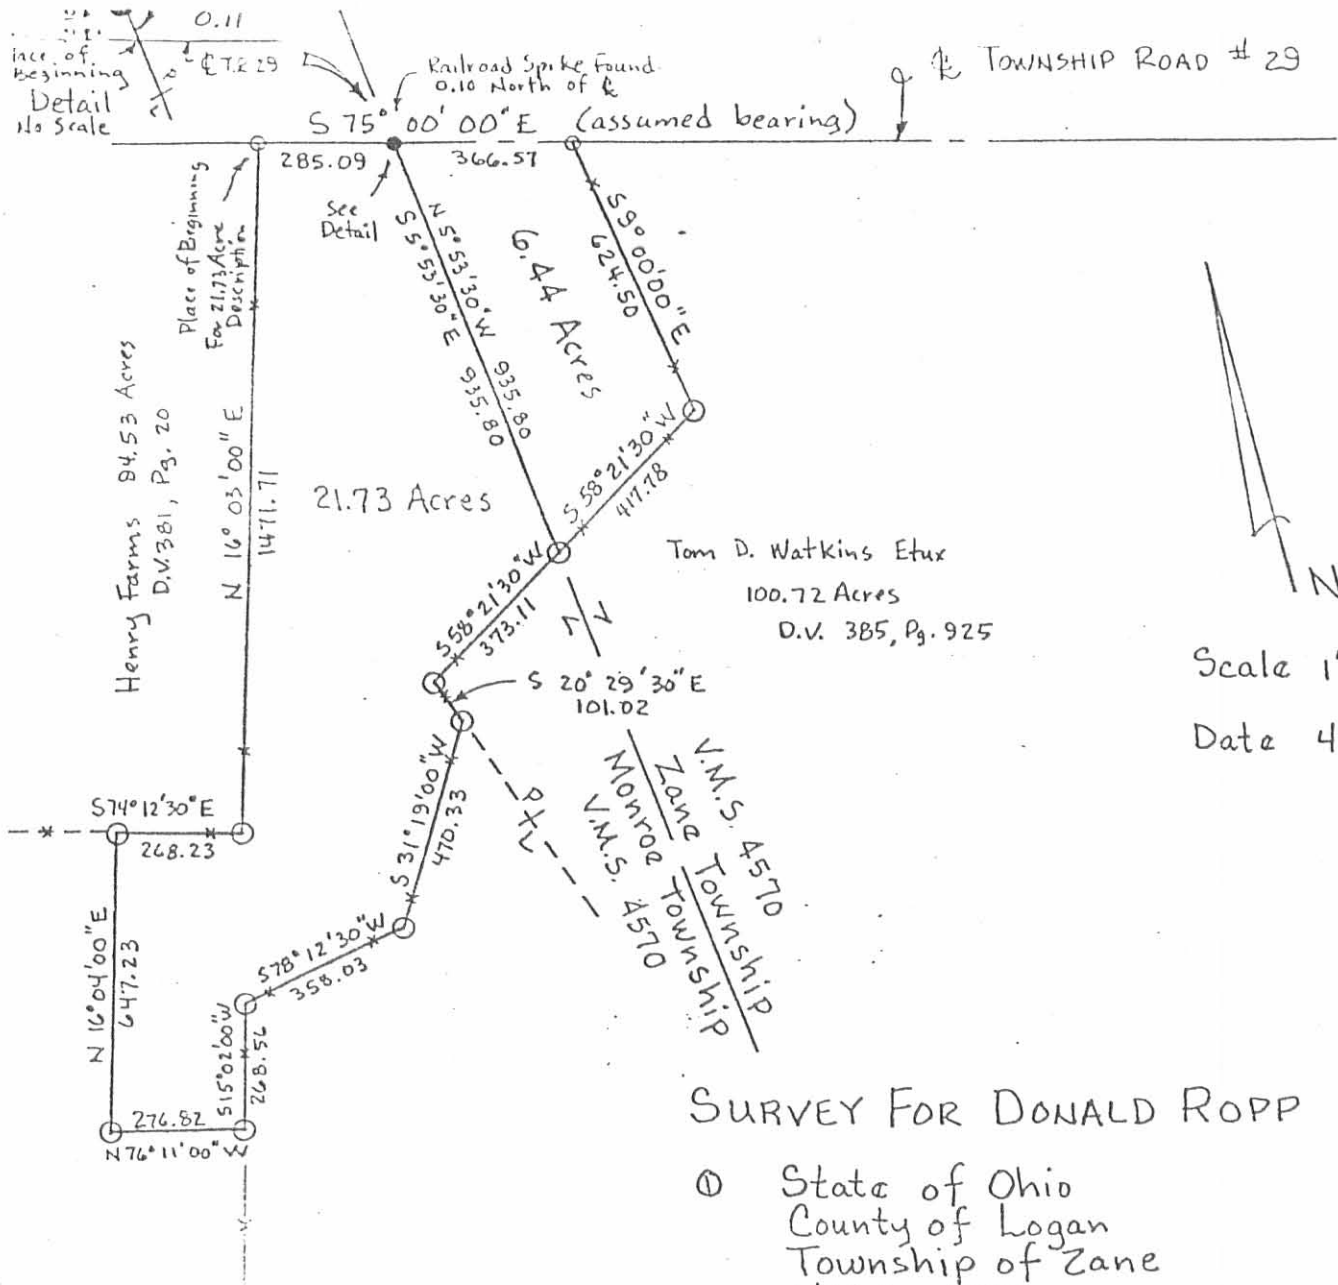 0.11
℄ T.R 29
Beginning
Detail
No Scale
Railroad Spike Found
0.10 North of ℄
℄ TOWNSHIP ROAD # 29
S 75° 00' 00" E (assumed bearing)
285.09
366.57
See
Detail
Place of Beginning
For 21.73 Acre
Description
N 5° 53' 30" W 935.80
S 5° 53' 30" E 935.80
6.44 Acres
S 9° 00' 00" E
624.50
S 58° 21' 30" W
417.78
Henry Farms 84.53 Acres
D.V. 381, Pg. 20
N 16° 03' 00" E
1471.71
21.73 Acres
Tom D. Watkins Etux
100.72 Acres
D.V. 385, Pg. 925
N
Scale 1"
Date 4
S 58° 21' 30" W
373.11
S 20° 29' 30" E
101.02
S 31° 19' 00" W
470.33
V.M.S. 4570
Zane Township
Monroe Township
V.M.S. 4570
S 74° 12' 30" E
268.23
N 16° 04' 00" E
647.23
S 78° 12' 30" W
358.03
S 15° 02' 00" W
268.56
276.82
N 76° 11' 00" W
SURVEY FOR DONALD ROPP
① State of Ohio
County of Logan
Township of Zane